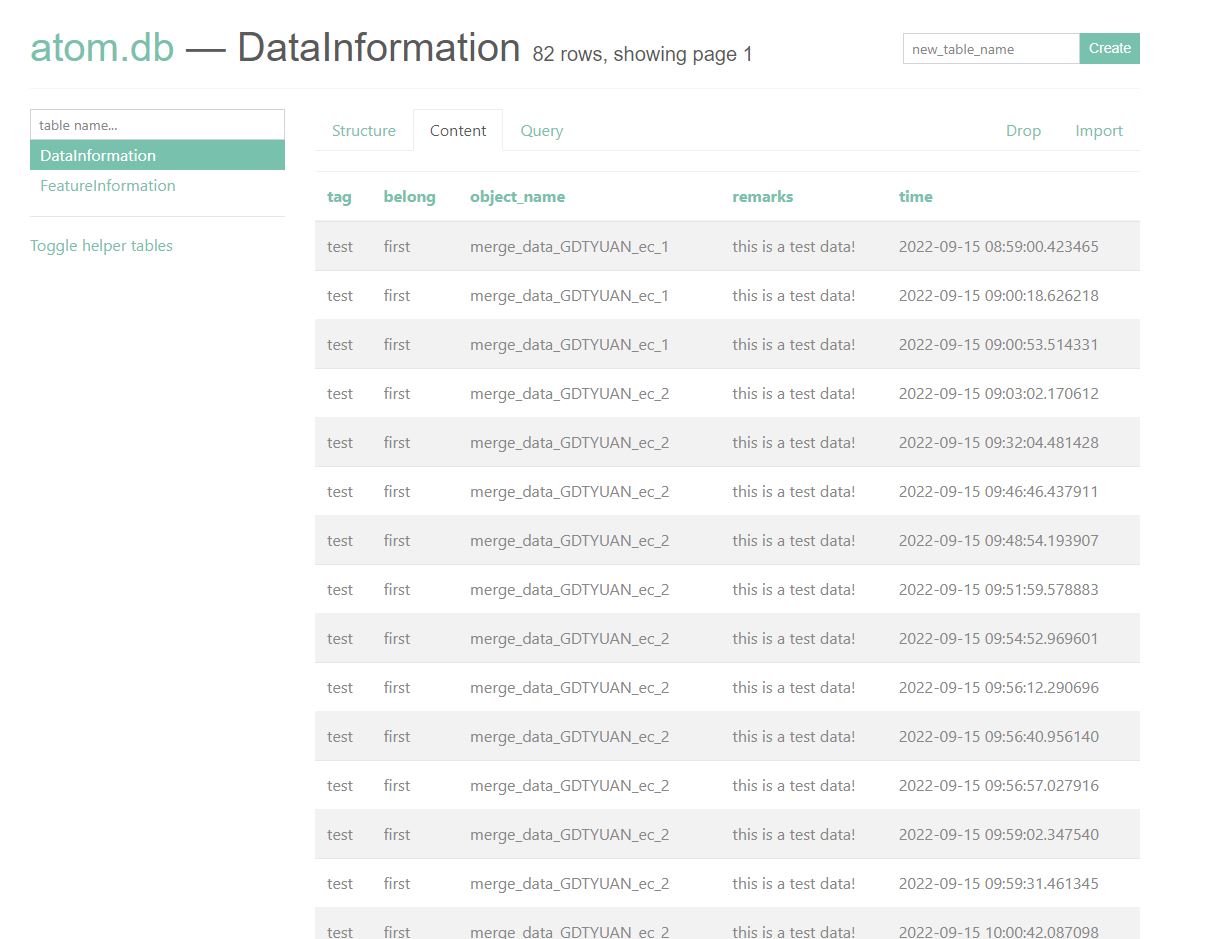 atom.db — DataInformation 82 rows, showing page 1
new_table_name Create
table name...
DataInformation
FeatureInformation
Toggle helper tables
Structure Content Query Drop Import
tag belong object_name remarks time
test first merge_data_GDTYUAN_ec_1 this is a test data! 2022-09-15 08:59:00.423465
test first merge_data_GDTYUAN_ec_1 this is a test data! 2022-09-15 09:00:18.626218
test first merge_data_GDTYUAN_ec_1 this is a test data! 2022-09-15 09:00:53.514331
test first merge_data_GDTYUAN_ec_2 this is a test data! 2022-09-15 09:03:02.170612
test first merge_data_GDTYUAN_ec_2 this is a test data! 2022-09-15 09:32:04.481428
test first merge_data_GDTYUAN_ec_2 this is a test data! 2022-09-15 09:46:46.437911
test first merge_data_GDTYUAN_ec_2 this is a test data! 2022-09-15 09:48:54.193907
test first merge_data_GDTYUAN_ec_2 this is a test data! 2022-09-15 09:51:59.578883
test first merge_data_GDTYUAN_ec_2 this is a test data! 2022-09-15 09:54:52.969601
test first merge_data_GDTYUAN_ec_2 this is a test data! 2022-09-15 09:56:12.290696
test first merge_data_GDTYUAN_ec_2 this is a test data! 2022-09-15 09:56:40.956140
test first merge_data_GDTYUAN_ec_2 this is a test data! 2022-09-15 09:56:57.027916
test first merge_data_GDTYUAN_ec_2 this is a test data! 2022-09-15 09:59:02.347540
test first merge_data_GDTYUAN_ec_2 this is a test data! 2022-09-15 09:59:31.461345
test first merge_data_GDTYUAN_ec_2 this is a test data! 2022-09-15 10:00:42.087098